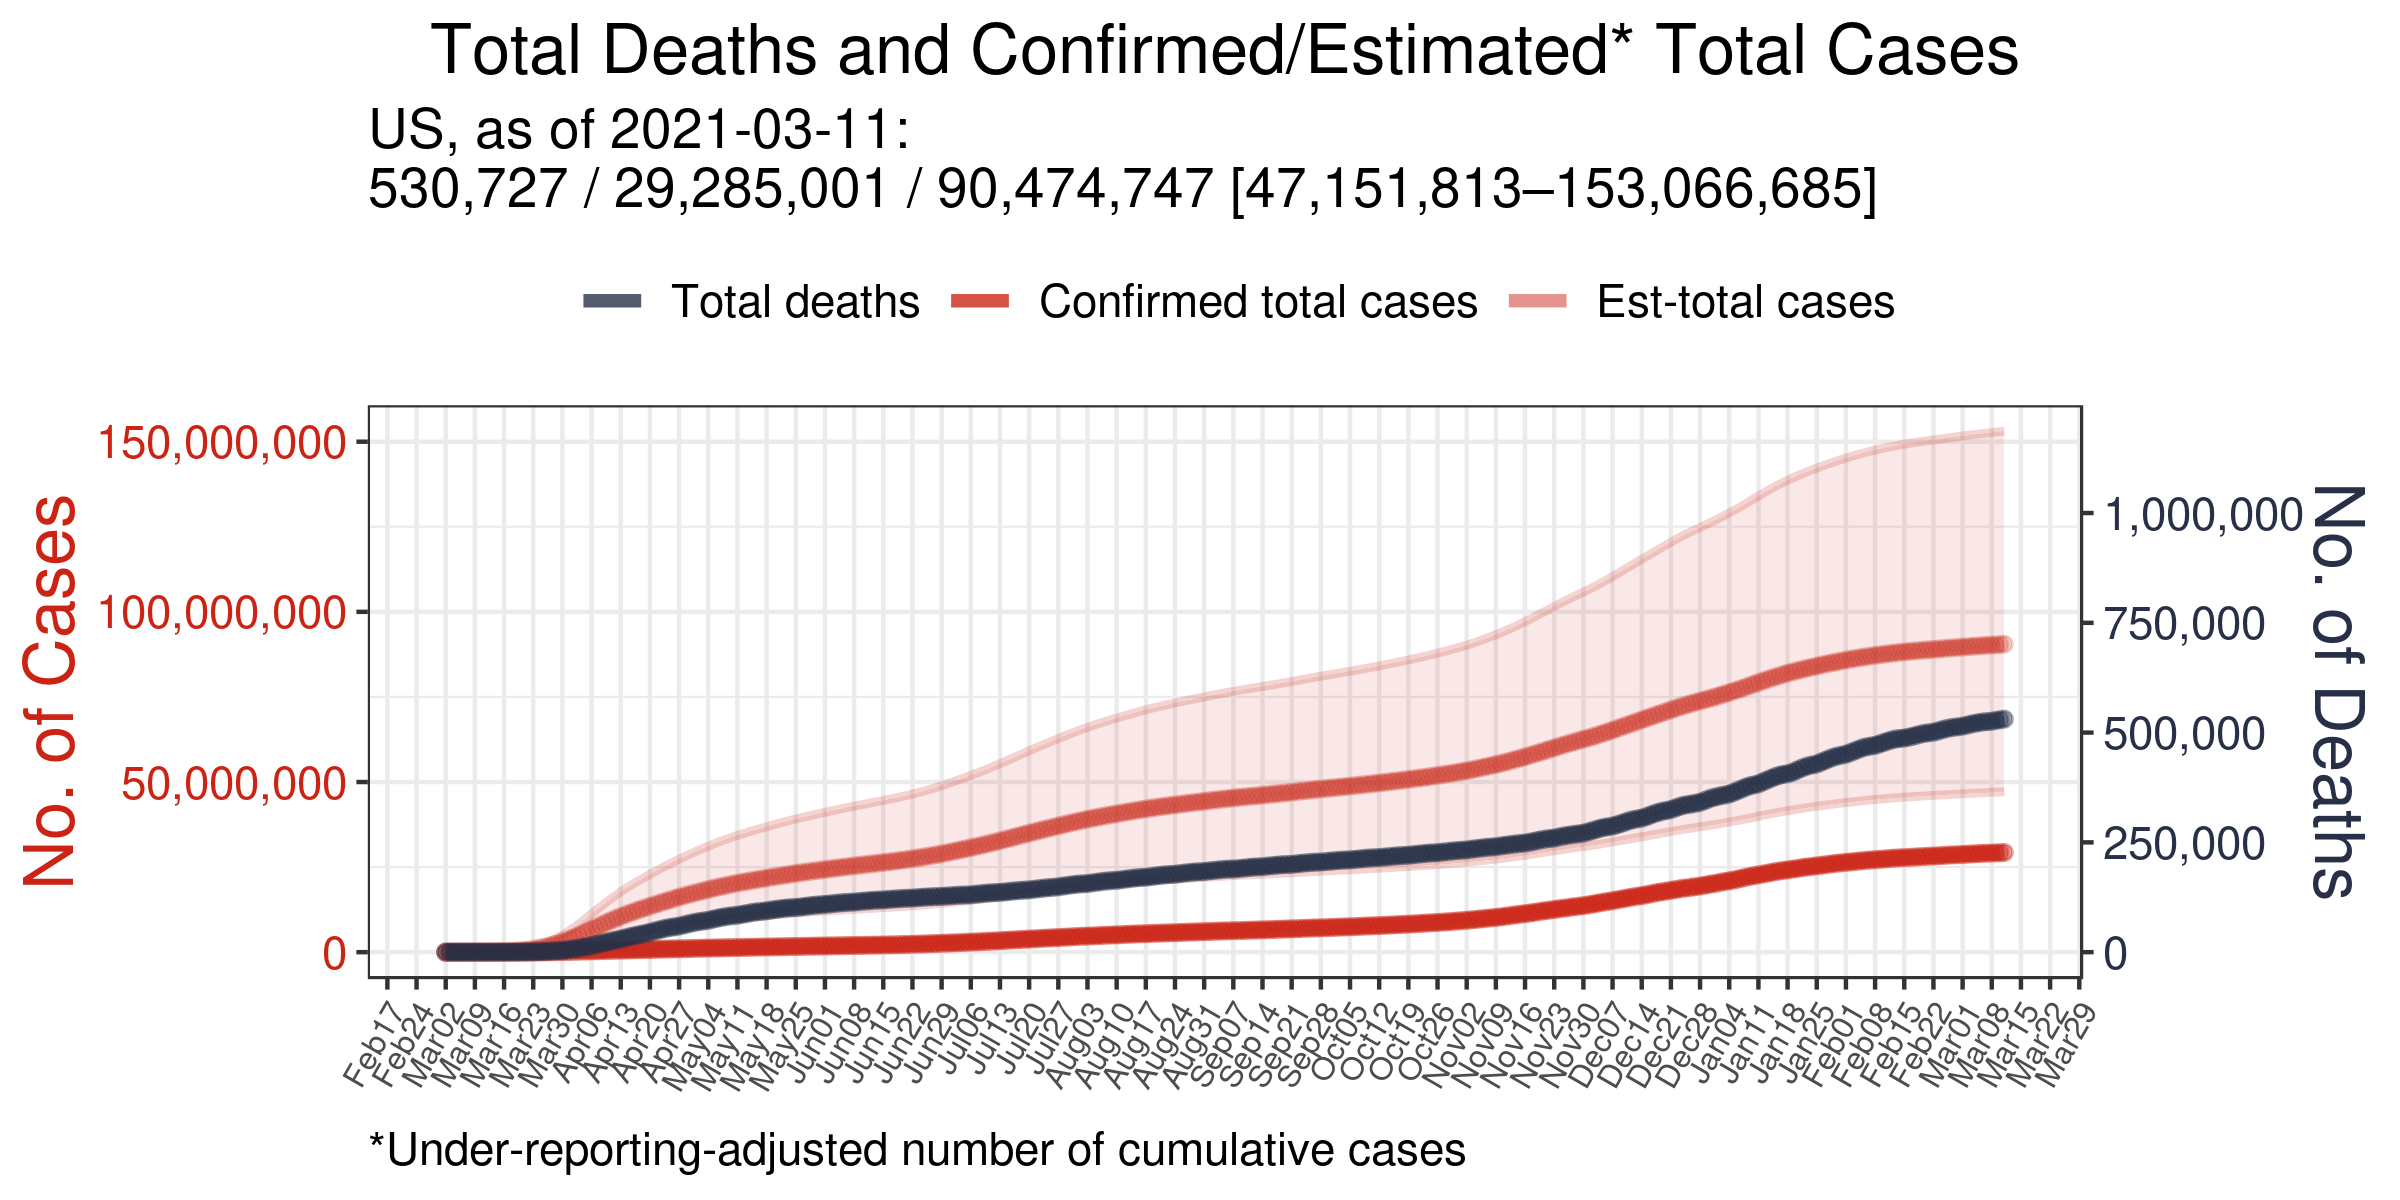 Total Deaths and Confirmed/Estimated* Total Cases
US, as of 2021-03-11:
530,727 / 29,285,001 / 90,474,747 [47,151,813–153,066,685]
Total deaths
Confirmed total cases
Est-total cases
No. of Cases
150,000,000
100,000,000
50,000,000
0
1,000,000
750,000
500,000
250,000
0
No. of Deaths
Feb17
Feb24
Mar02
Mar09
Mar16
Mar23
Mar30
Apr06
Apr13
Apr20
Apr27
May04
May11
May18
May25
Jun01
Jun08
Jun15
Jun22
Jun29
Jul06
Jul13
Jul20
Jul27
Aug03
Aug10
Aug17
Aug24
Aug31
Sep07
Sep14
Sep21
Sep28
Oct05
Oct12
Oct19
Oct26
Nov02
Nov09
Nov16
Nov23
Nov30
Dec07
Dec14
Dec21
Dec28
Jan04
Jan11
Jan18
Jan25
Feb01
Feb08
Feb15
Feb22
Mar01
Mar08
Mar15
Mar22
Mar29
*Under-reporting-adjusted number of cumulative cases